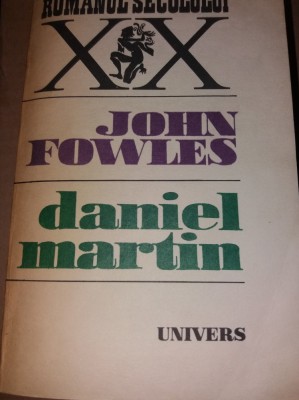 ROMANUL SECOLULUI
XX
JOHN
FOWLES
daniel
martin
UNIVERS